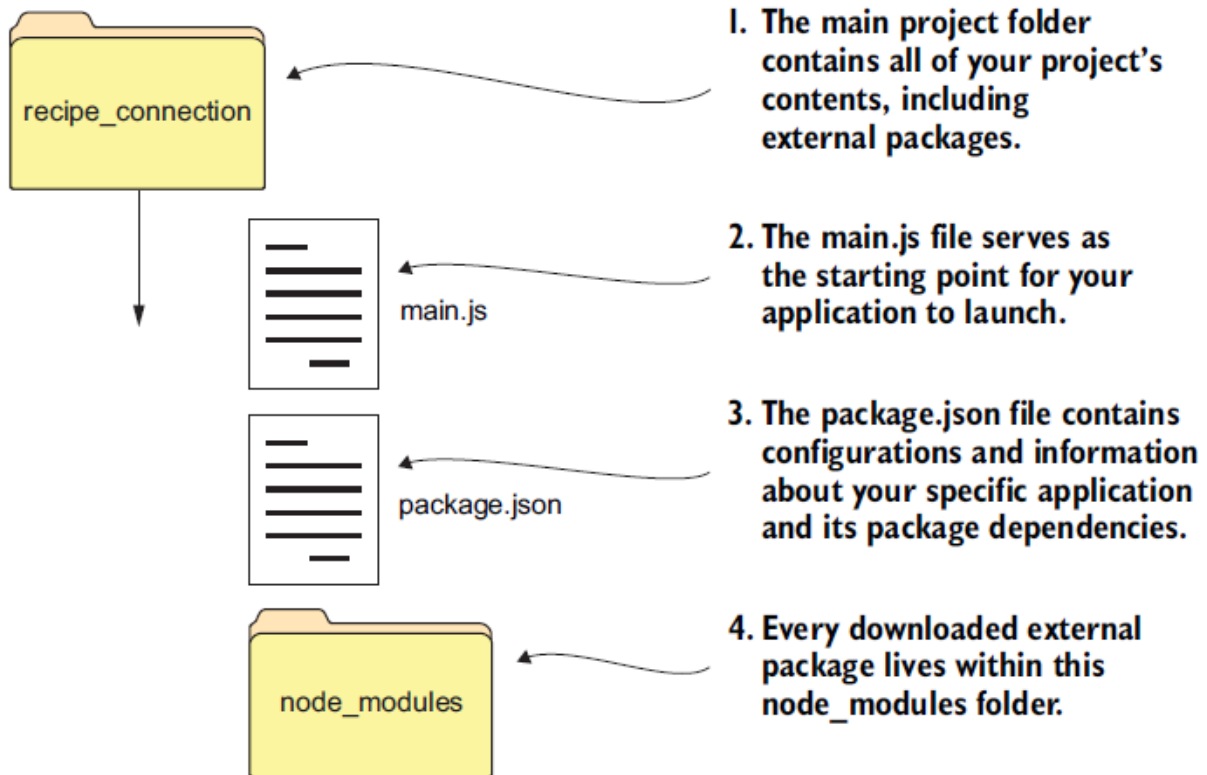 recipe_connection
1. The main project folder
contains all of your project's
contents, including
external packages.
main.js
2. The main.js file serves as
the starting point for your
application to launch.
package.json
3. The package.json file contains
configurations and information
about your specific application
and its package dependencies.
node_modules
4. Every downloaded external
package lives within this
node_modules folder.